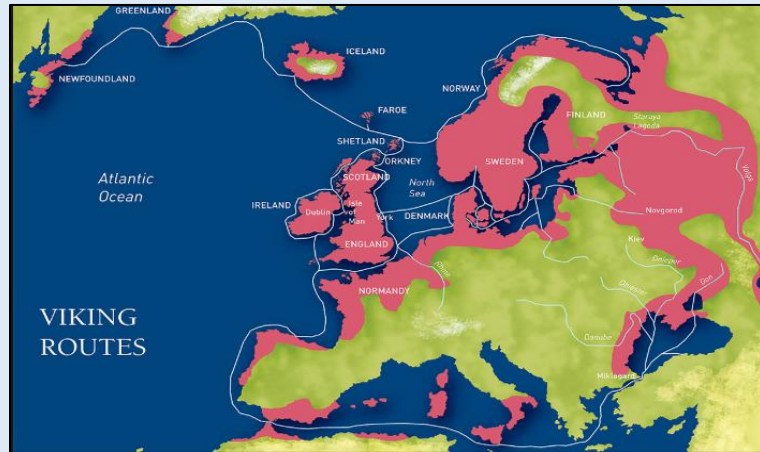 GREENLAND
ICELAND
NEWFOUNDLAND
NORWAY
FAROE
FINLAND
Staraya
Lagoda
SHETLAND
ORKNEY
SWEDEN
SCOTLAND
Atlantic
Ocean
North
Sea
Volga
IRELAND
Dublin
Isle
of
Man
York
DENMARK
Novgorod
ENGLAND
Kiev
Rhine
Dnieper
Dniester
Don
NORMANDY
VIKING
ROUTES
Danube
Miklagard